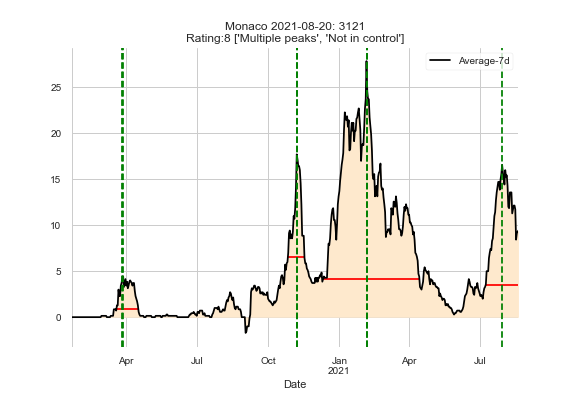 Monaco 2021-08-20: 3121
Rating:8 ['Multiple peaks', 'Not in control']
Average-7d
25
20
15
10
5
0
Apr
Jul
Oct
Jan
2021
Apr
Jul
Date